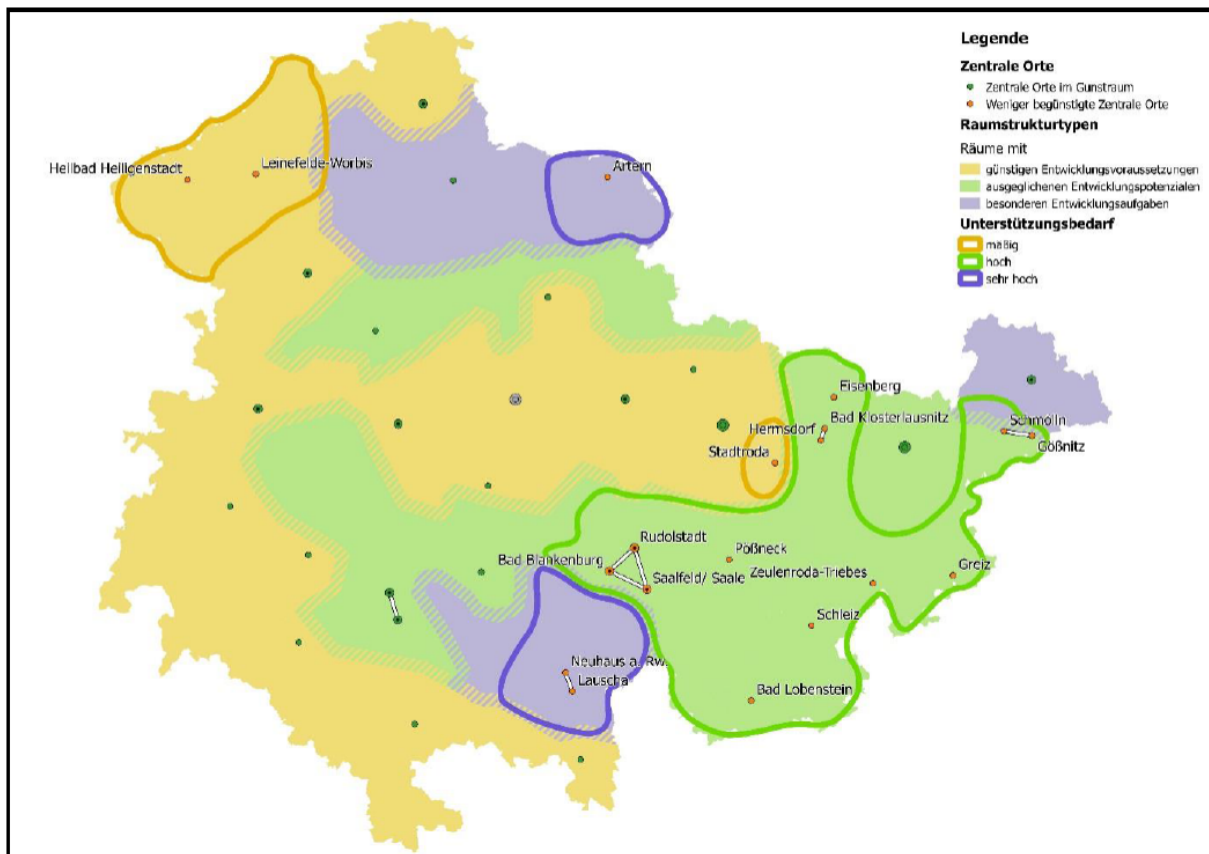 Legende
Zentrale Orte
Zentrale Orte im Gunstraum
Weniger begünstigte Zentrale Orte
Raumstrukturtypen
Räume mit
günstigen Entwicklungsvoraussetzungen
ausgeglichenen Entwicklungspotenzialen
besonderen Entwicklungsaufgaben
Unterstützungsbedarf
mäßig
hoch
sehr hoch
Heilbad Heiligenstadt
Leinefelde-Worbis
Artern
Eisenberg
Bad Klosterlausnitz
Hermsdorf
Stadtroda
Schmölln
Gößnitz
Rudolstadt
Bad Blankenburg
Saalfeld/ Saale
Pößneck
Zeulenroda-Triebes
Greiz
Schleiz
Neuhaus a. Rw.
Lauscha
Bad Lobenstein